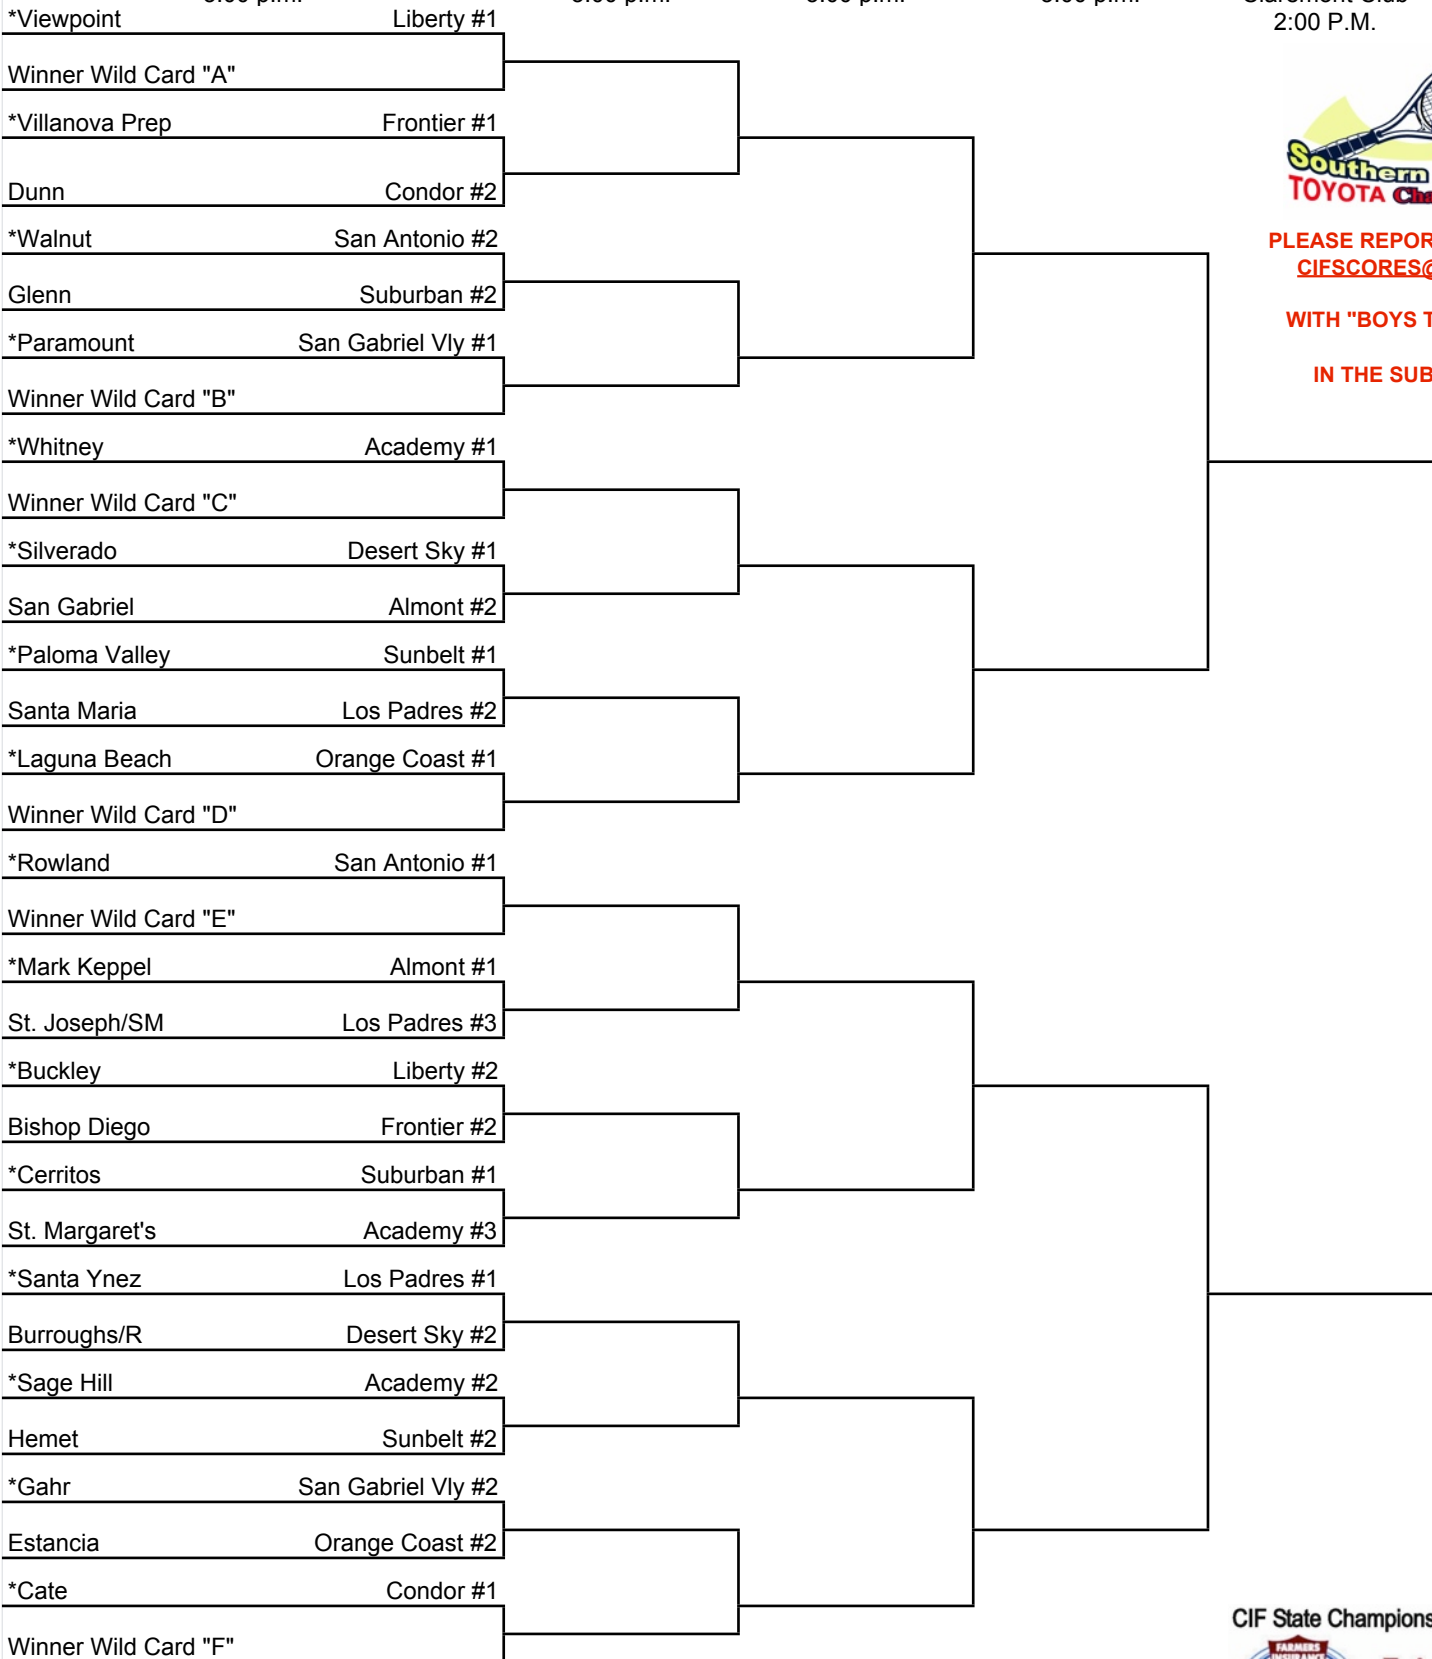 *Viewpoint Liberty #1
2:00 P.M.
Winner Wild Card "A"
*Villanova Prep Frontier #1
Dunn Condor #2
Southern
TOYOTA
*Walnut San Antonio #2
Glenn Suburban #2
*Paramount San Gabriel Vly #1
Winner Wild Card "B"
PLEASE REPOR
CIFSCORES@
WITH "BOYS T
IN THE SUB
*Whitney Academy #1
Winner Wild Card "C"
*Silverado Desert Sky #1
San Gabriel Almont #2
*Paloma Valley Sunbelt #1
Santa Maria Los Padres #2
*Laguna Beach Orange Coast #1
Winner Wild Card "D"
*Rowland San Antonio #1
Winner Wild Card "E"
*Mark Keppel Almont #1
St. Joseph/SM Los Padres #3
*Buckley Liberty #2
Bishop Diego Frontier #2
*Cerritos Suburban #1
St. Margaret's Academy #3
*Santa Ynez Los Padres #1
Burroughs/R Desert Sky #2
*Sage Hill Academy #2
Hemet Sunbelt #2
*Gahr San Gabriel Vly #2
Estancia Orange Coast #2
*Cate Condor #1
Winner Wild Card "F"
CIF State Champions
FARMERS